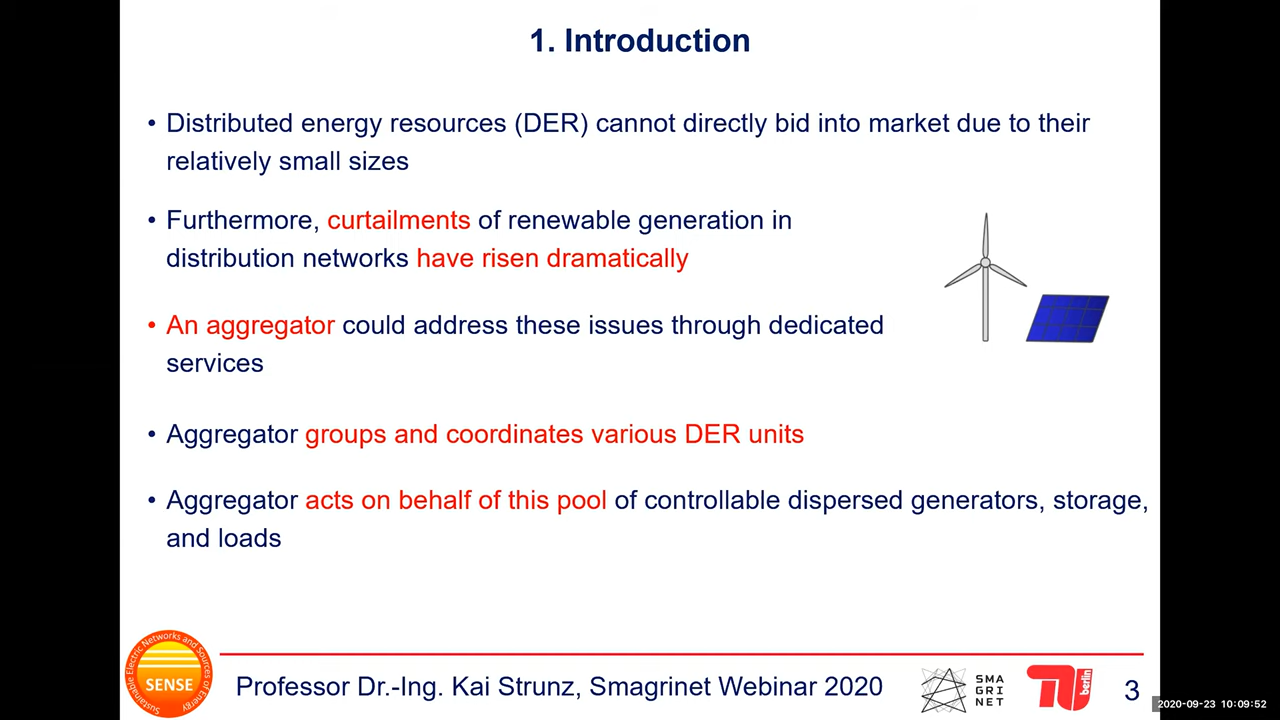 1. Introduction
• Distributed energy resources (DER) cannot directly bid into market due to their
relatively small sizes
• Furthermore, curtailments of renewable generation in
distribution networks have risen dramatically
• An aggregator could address these issues through dedicated
services
• Aggregator groups and coordinates various DER units
• Aggregator acts on behalf of this pool of controllable dispersed generators, storage,
and loads
Sustainable Electric Networks and Sources of Energy
SENSE
Professor Dr.-Ing. Kai Strunz, Smagrinet Webinar 2020
SMA
GRI
NET
TU
berlin
3
2020-09-23 10:09:52